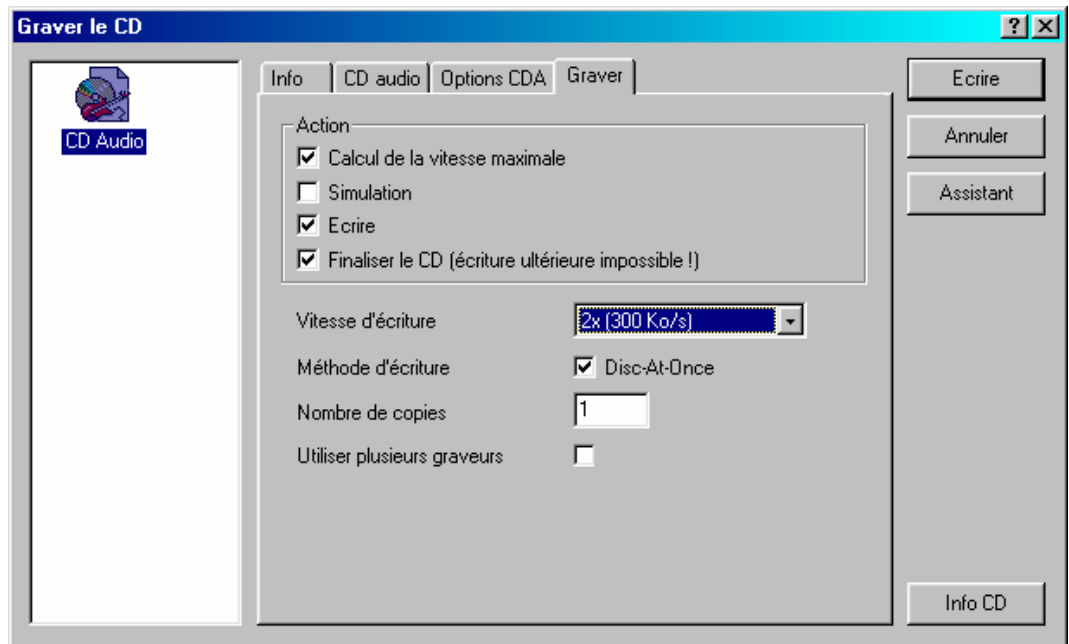 Graver le CD
CD Audio
Info CD audio Options CDA Graver
Action
Calcul de la vitesse maximale
Simulation
Ecrire
Finaliser le CD (écriture ultérieure impossible !)
Vitesse d'écriture 2x (300 Ko/s)
Méthode d'écriture Disc-At-Once
Nombre de copies 1
Utiliser plusieurs graveurs
Ecrire
Annuler
Assistant
Info CD